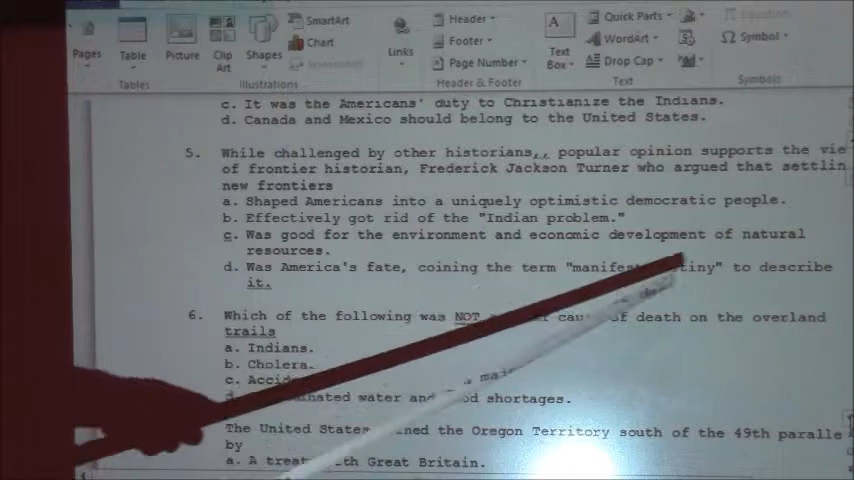 SmartArt
Chart
Pages
Table
Picture
Clip Art
Shapes
Links
Header
Footer
Page Number
Text Box
Quick Parts
WordArt
Drop Cap
Equation
Symbol
Tables
Illustrations
Header & Footer
Text
Symbols
c. It was the Americans' duty to Christianize the Indians.
d. Canada and Mexico should belong to the United States.
5. While challenged by other historians,, popular opinion supports the vie
of frontier historian, Frederick Jackson Turner who argued that settlin
new frontiers
a. Shaped Americans into a uniquely optimistic democratic people.
b. Effectively got rid of the "Indian problem."
c. Was good for the environment and economic development of natural
resources.
d. Was America's fate, coining the term "manifest tiny" to describe
it.
6. Which of the following was NOT of death on the overland
trails
a. Indians.
b. Cholera.
c.
water and shortages.
The United States the Oregon Territory south of the 49th paralle
by
a. A Great Britain.